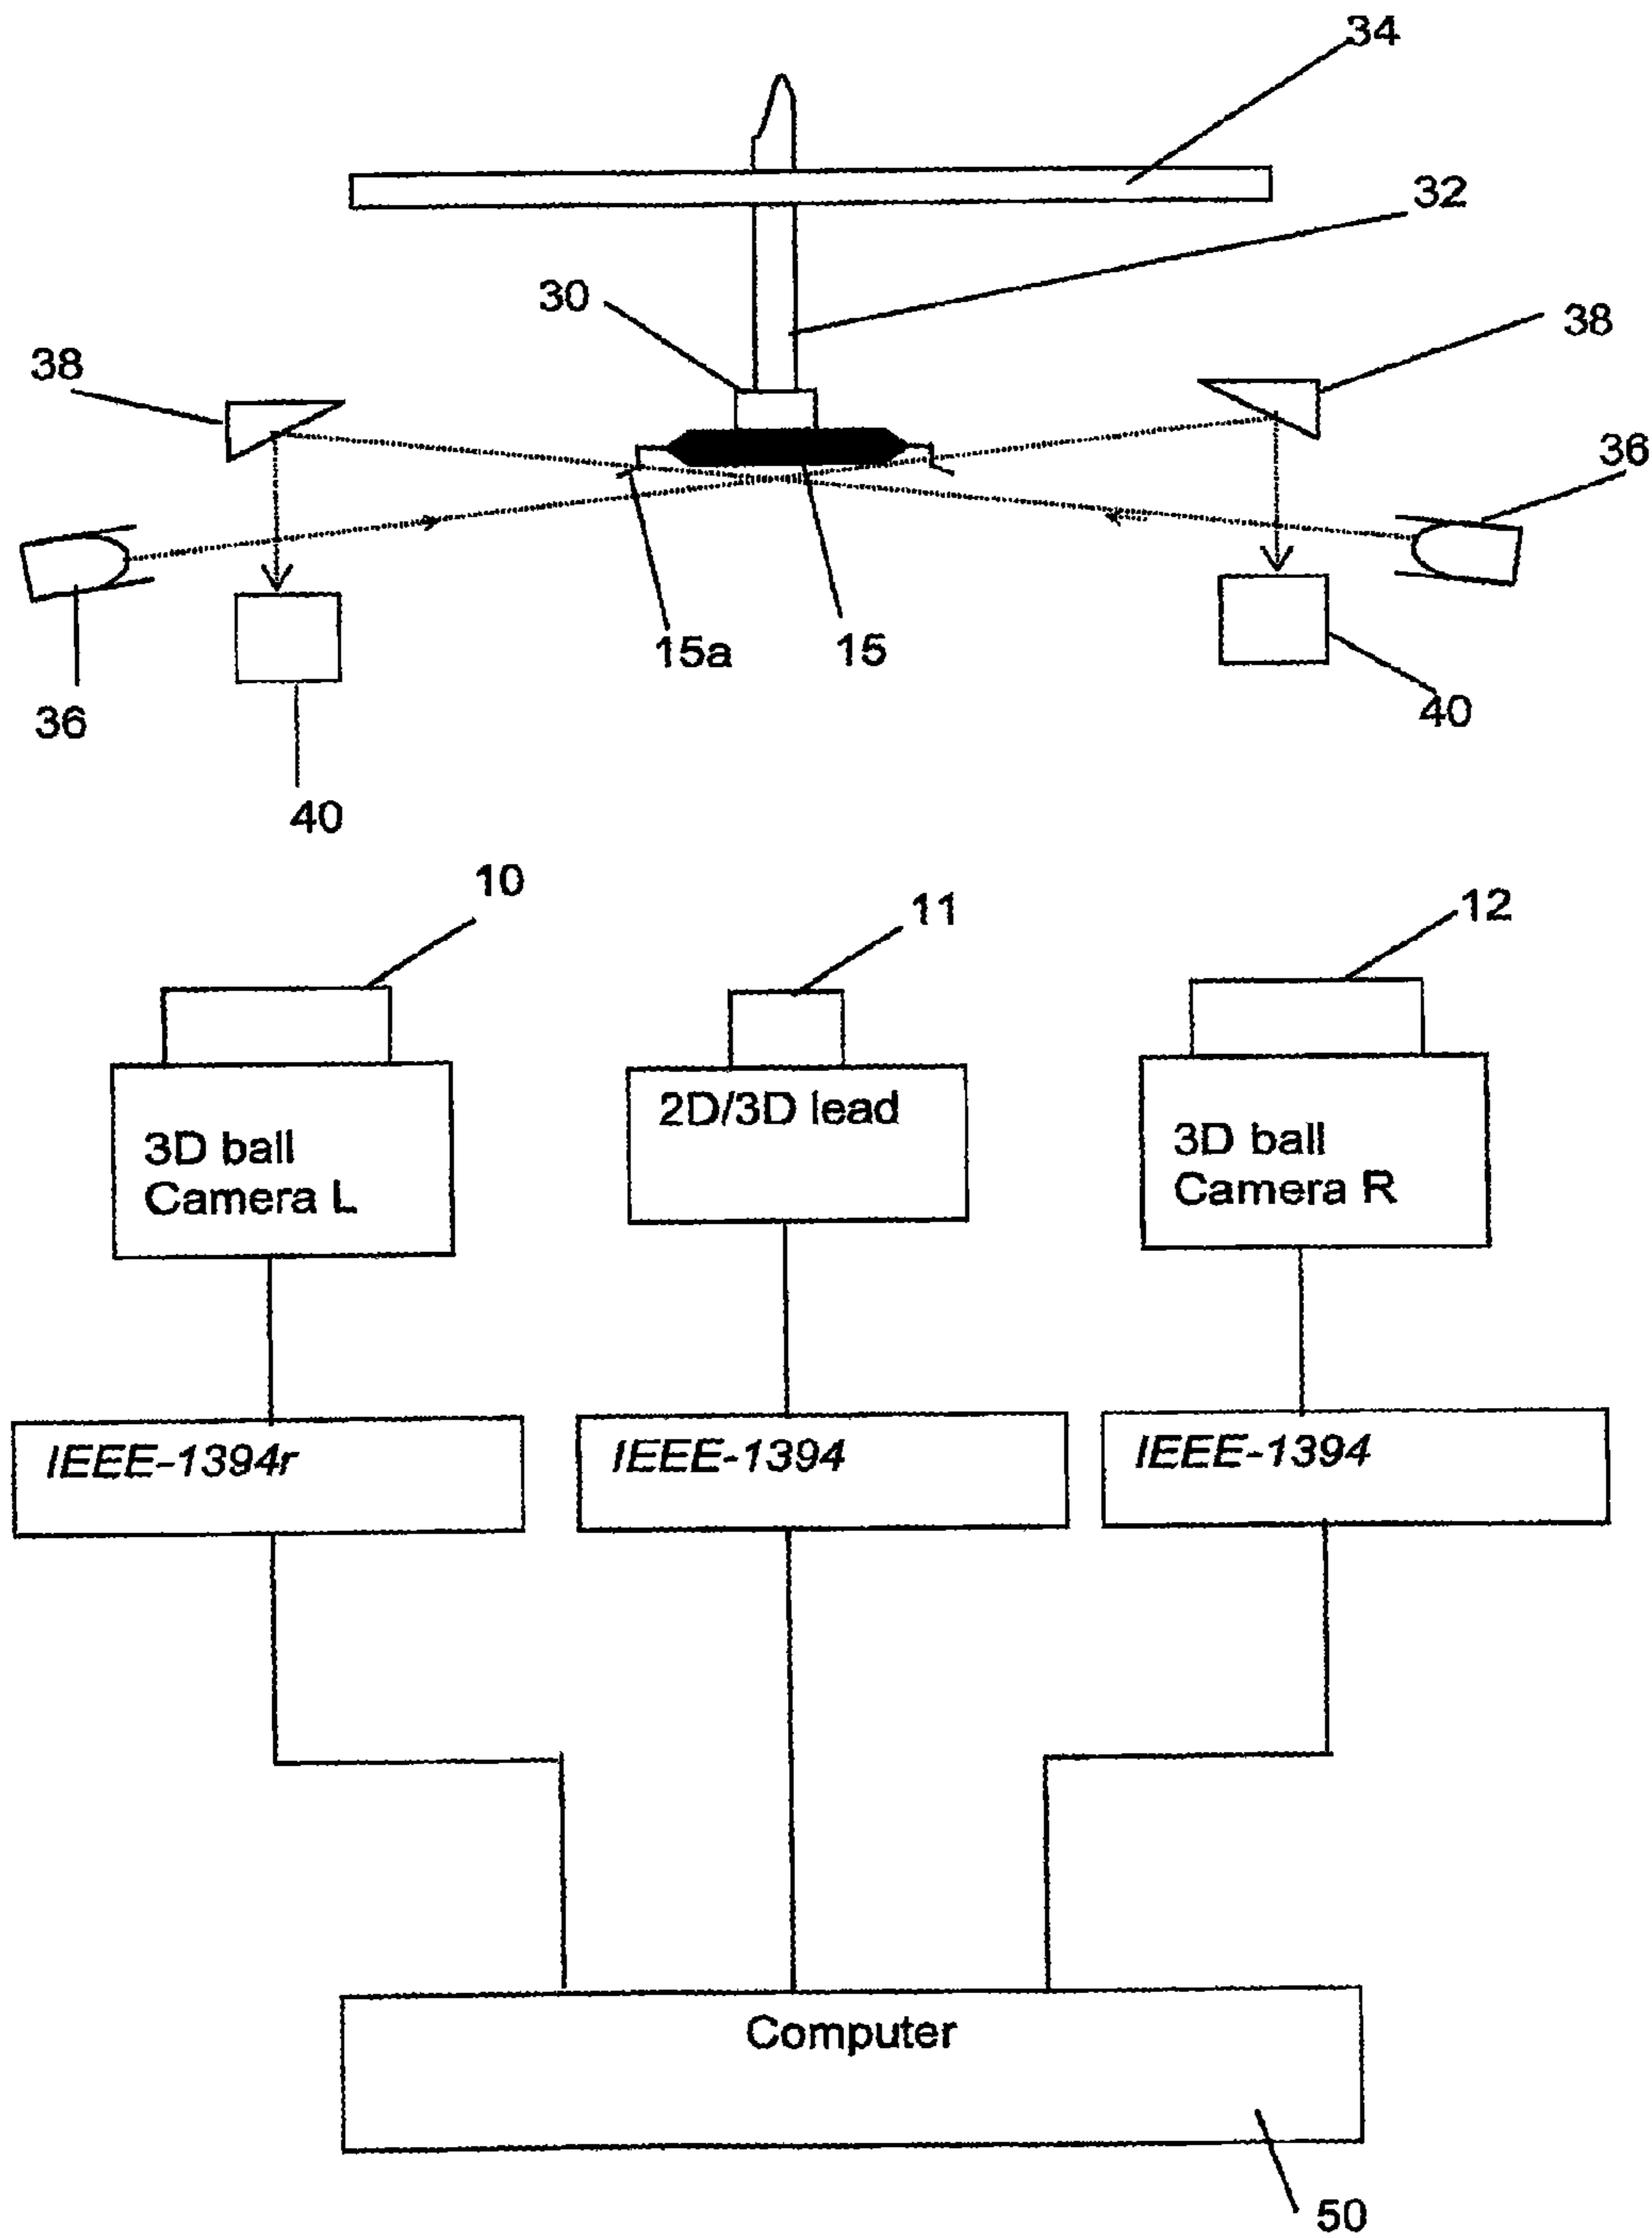 34
32
30
38
38
36
15a
15
36
40
40
10
11
12
3D ball
Camera L
2D/3D lead
3D ball
Camera R
IEEE-1394r
IEEE-1394
IEEE-1394
Computer
50